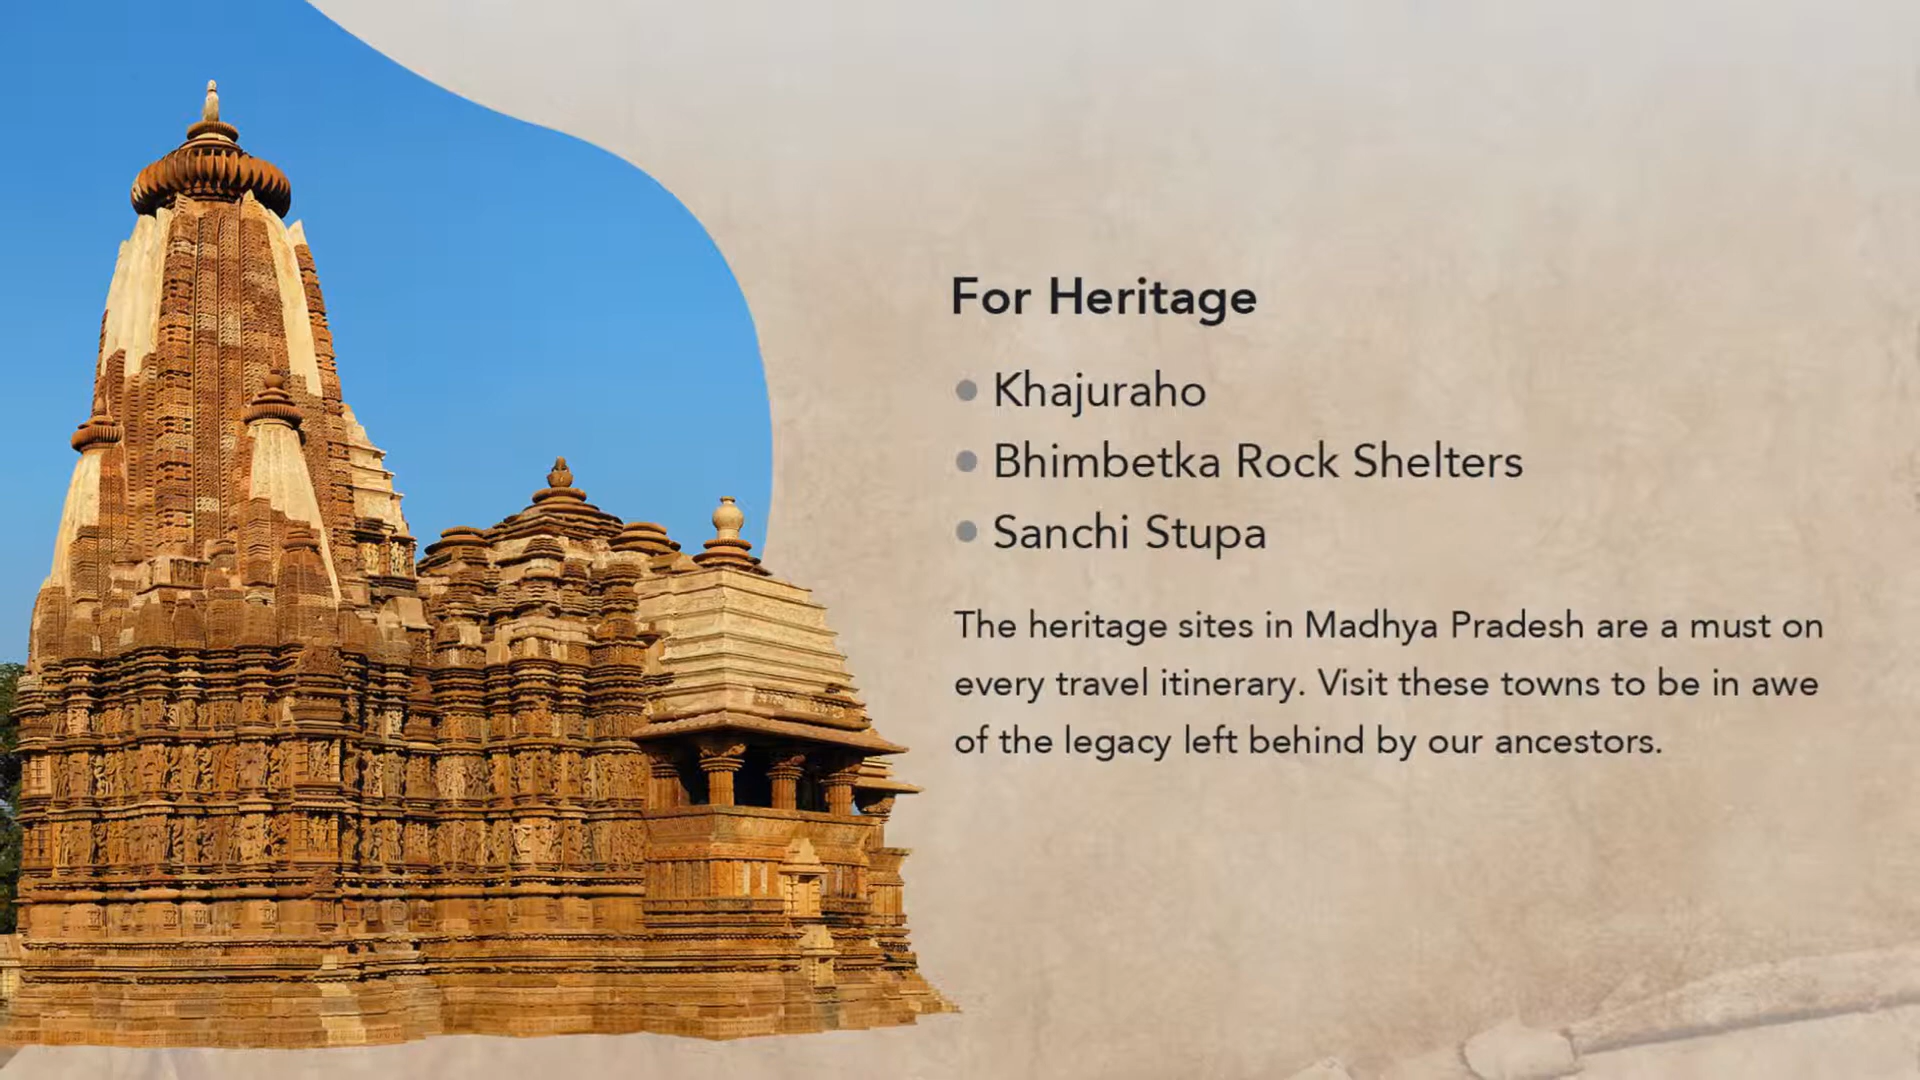 For Heritage
• Khajuraho
• Bhimbetka Rock Shelters
• Sanchi Stupa
The heritage sites in Madhya Pradesh are a must on
every travel itinerary. Visit these towns to be in awe
of the legacy left behind by our ancestors.